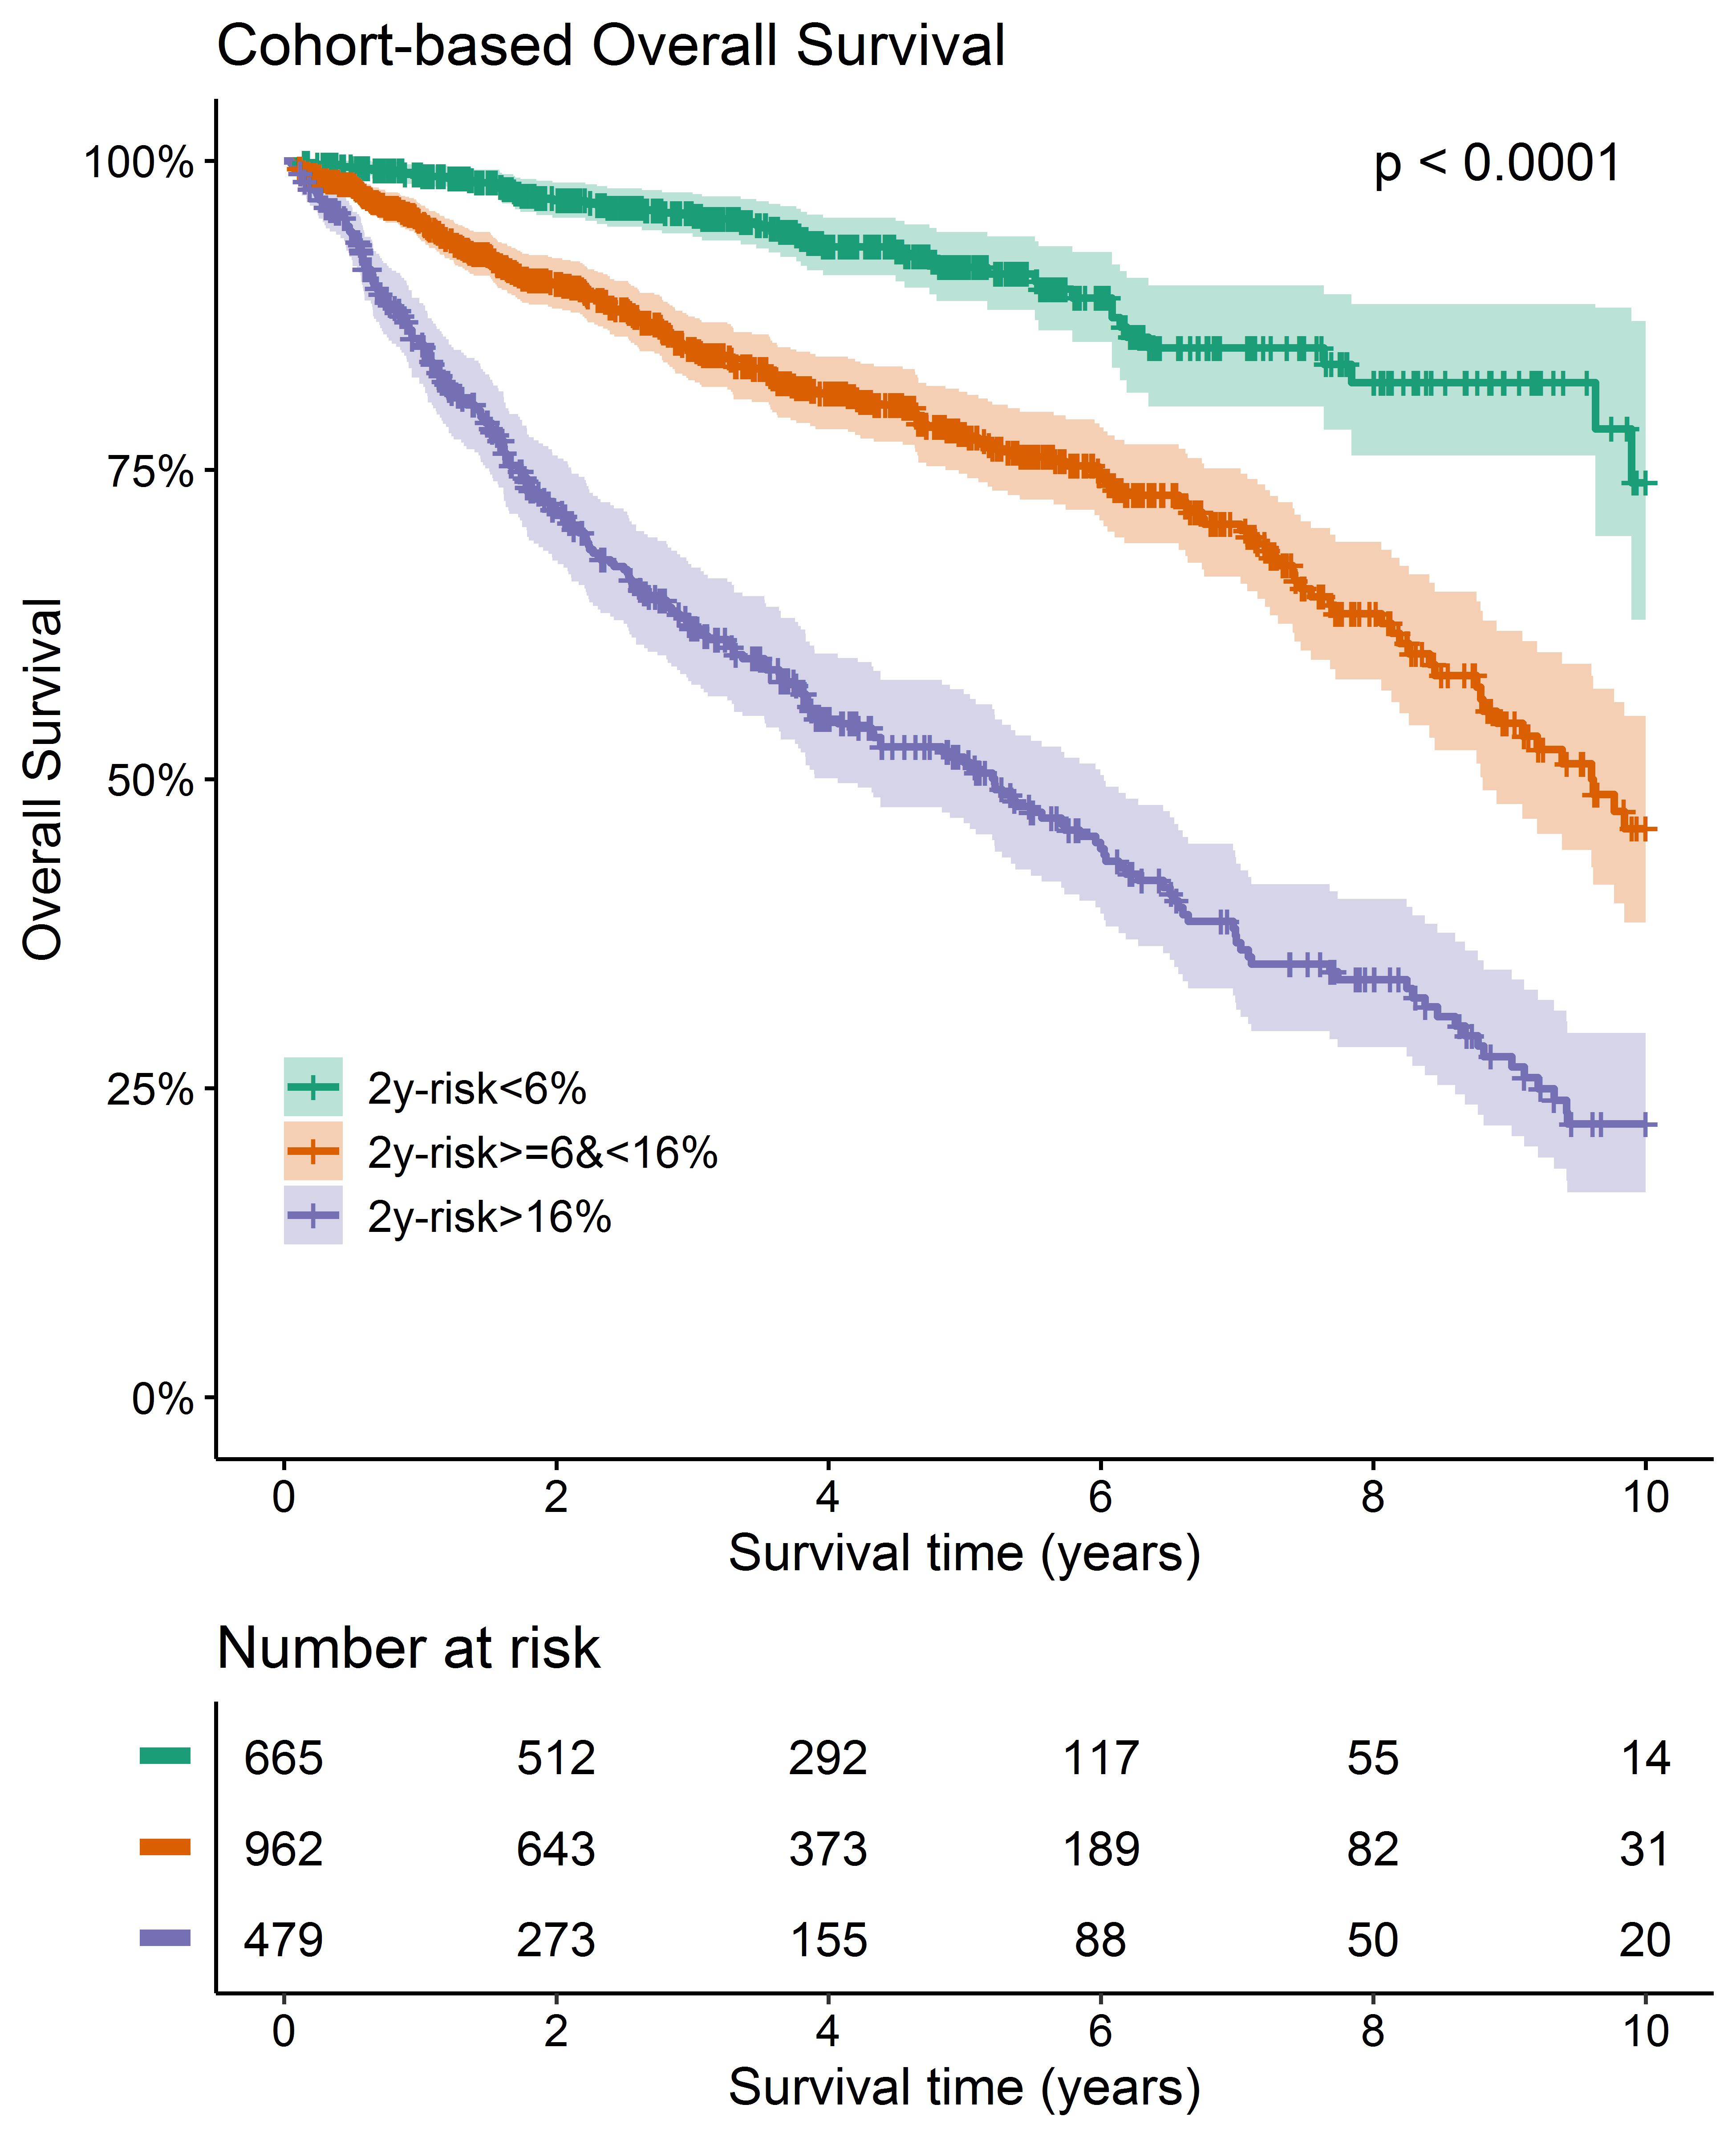 Cohort-based Overall Survival
p < 0.0001
100%
75%
50%
25%
0%
Overall Survival
2y-risk<6%
2y-risk>=6&<16%
2y-risk>16%
0 2 4 6 8 10
Survival time (years)
Number at risk
665 512 292 117 55 14
962 643 373 189 82 31
479 273 155 88 50 20
0 2 4 6 8 10
Survival time (years)